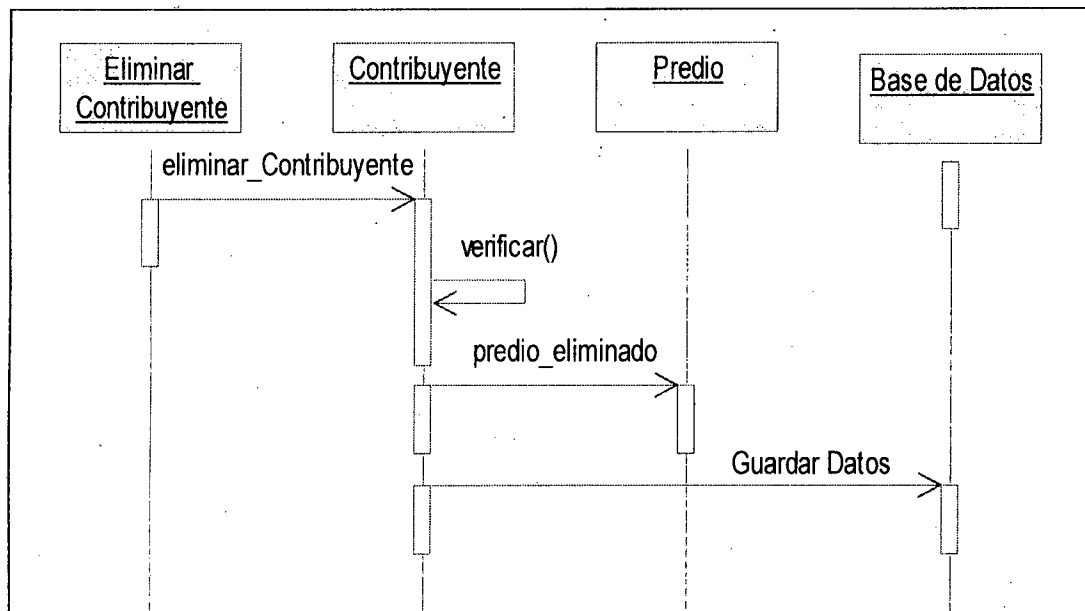 Eliminar
Contribuyente
Contribuyente
Predio
Base de Datos
eliminar_Contribuyente
verificar()
predio_eliminado
Guardar Datos